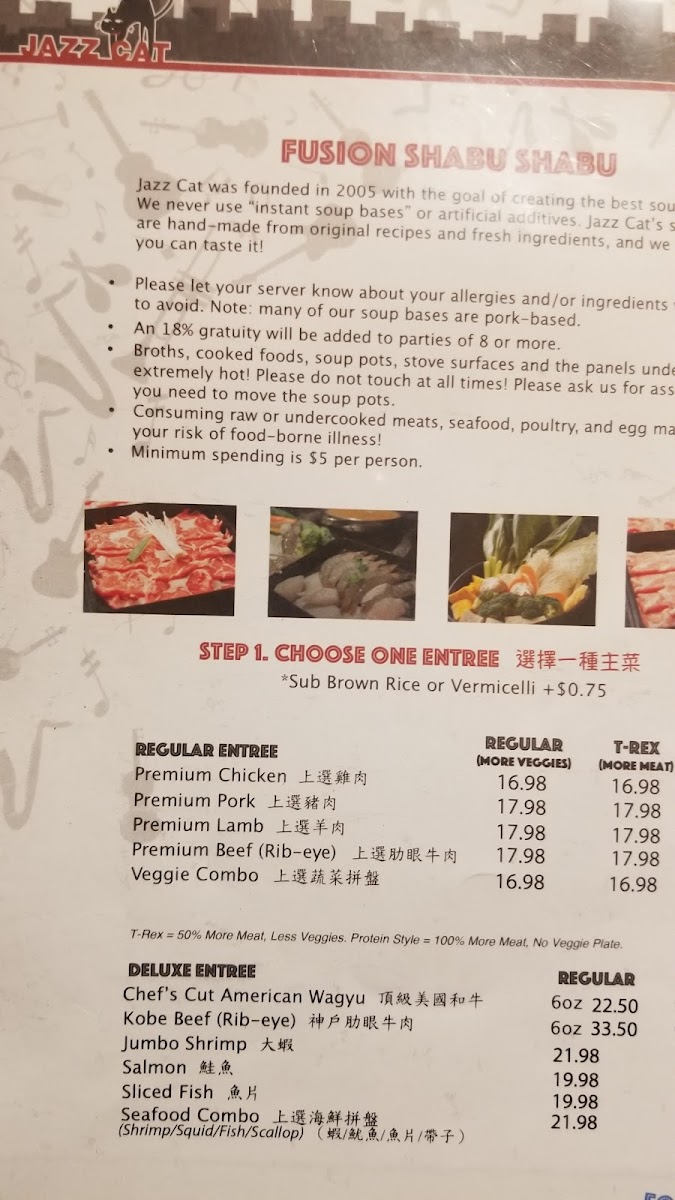 JAZZ CAT
FUSION SHABU SHABU
Jazz Cat was founded in 2005 with the goal of creating the best
We never use "instant soup bases" or artificial additives. Jazz Cat's
are hand-made from original recipes and fresh ingredients, and we
you can taste it!
• Please let your server know about your allergies and/or ingredients
to avoid. Note: many of our soup bases are pork-based.
• An 18% gratuity will be added to parties of 8 or more.
• Broths, cooked foods, soup pots, stove surfaces and the panels
extremely hot! Please do not touch at all times! Please ask us for
you need to move the soup pots.
• Consuming raw or undercooked meats, seafood, poultry, and egg
your risk of food-borne illness!
• Minimum spending is $5 per person.
STEP 1. CHOOSE ONE ENTREE 選擇一種主菜
*Sub Brown Rice or Vermicelli +$0.75
REGULAR ENTREE REGULAR T-REX
(MORE VEGGIES) (MORE MEAT)
Premium Chicken 上選雞肉 16.98 16.98
Premium Pork 上選豬肉 17.98 17.98
Premium Lamb 上選羊肉 17.98 17.98
Premium Beef (Rib-eye) 上選肋眼牛肉 17.98 17.98
Veggie Combo 上選蔬菜拼盤 16.98 16.98
T-Rex = 50% More Meat, Less Veggies. Protein Style = 100% More Meat, No Veggie Plate.
DELUXE ENTREE REGULAR
Chef's Cut American Wagyu 頂級美國和牛 6oz 22.50
Kobe Beef (Rib-eye) 神戶肋眼牛肉 6oz 33.50
Jumbo Shrimp 大蝦 21.98
Salmon 鮭魚 19.98
Sliced Fish 魚片 19.98
Seafood Combo 上選海鮮拼盤 21.98
(Shrimp/Squid/Fish/Scallop) （蝦/魷魚/魚片/帶子）